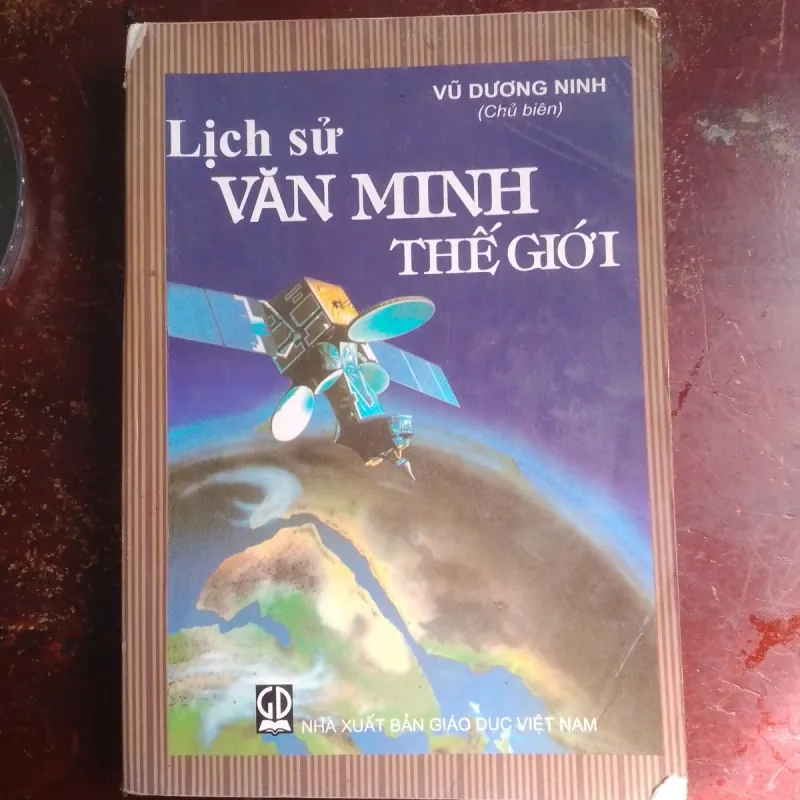 VŨ DƯƠNG NINH
(Chủ biên)
Lịch sử
VĂN MINH
THẾ GIỚI
GD
NHÀ XUẤT BẢN GIÁO DỤC VIỆT NAM